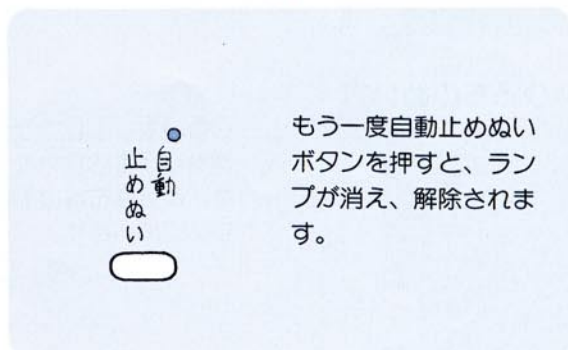 自動
止めぬい
もう一度自動止めぬい
ボタンを押すと、ラン
プが消え、解除されま
す。